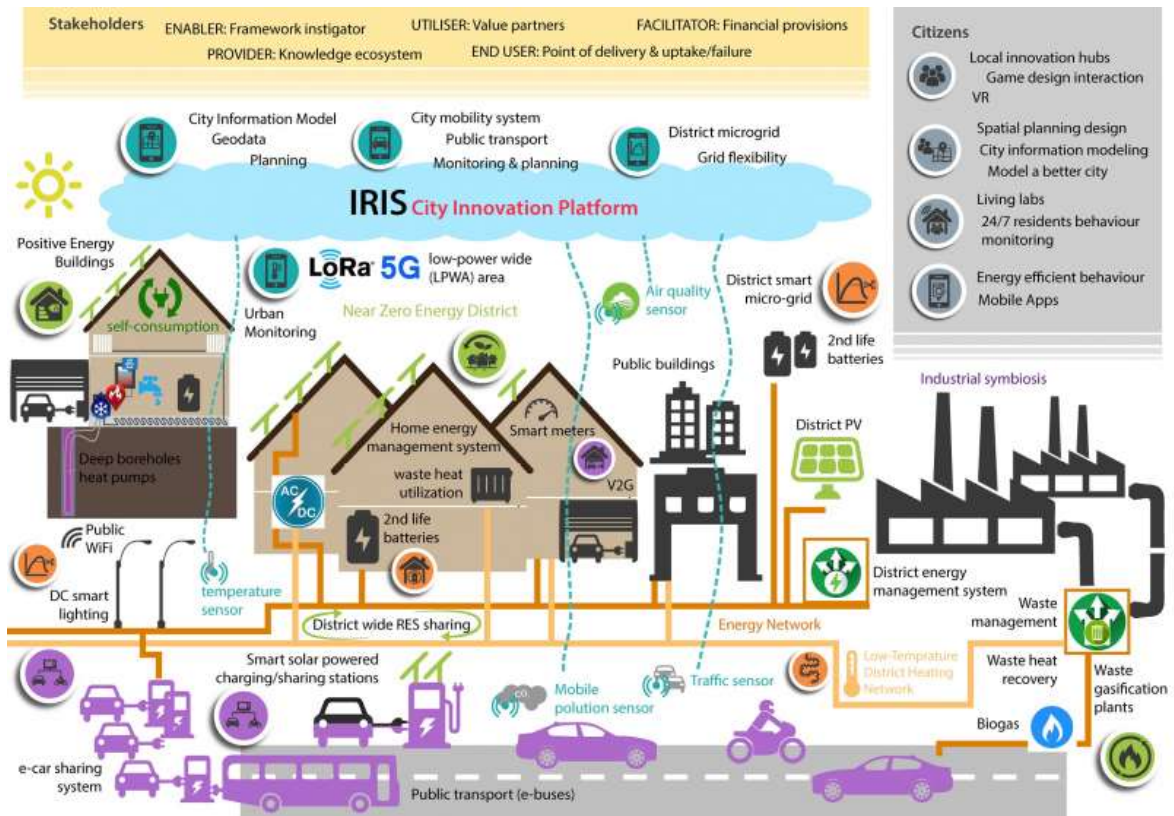 Stakeholders
ENABLER: Framework instigator
UTILISER: Value partners
FACILITATOR: Financial provisions
PROVIDER: Knowledge ecosystem
END USER: Point of delivery & uptake/failure
Citizens
Local innovation hubs
Game design interaction
VR
Spatial planning design
City information modeling
Model a better city
Living labs
24/7 residents behaviour
monitoring
Energy efficient behaviour
Mobile Apps
City Information Model
Geodata
Planning
City mobility system
Public transport
Monitoring & planning
District microgrid
Grid flexibility
IRIS City Innovation Platform
Positive Energy
Buildings
self-consumption
Deep boreholes
heat pumps
LoRa 5G
low-power wide
(LPWA) area
Urban
Monitoring
Near Zero Energy District
Air quality
sensor
District smart
micro-grid
2nd life
batteries
Public buildings
Industrial symbiosis
Home energy
management system
Smart meters
waste heat
utilization
V2G
AC
DC
2nd life
batteries
District PV
Public
WiFi
DC smart
lighting
temperature
sensor
District energy
management system
Waste
management
District wide RES sharing
Energy Network
Low-Temprature
District Heating
Network
Waste heat
recovery
Waste
gasification
plants
Biogas
Smart solar powered
charging/sharing stations
CO₂
Mobile
polution sensor
Traffic sensor
e-car sharing
system
Public transport (e-buses)